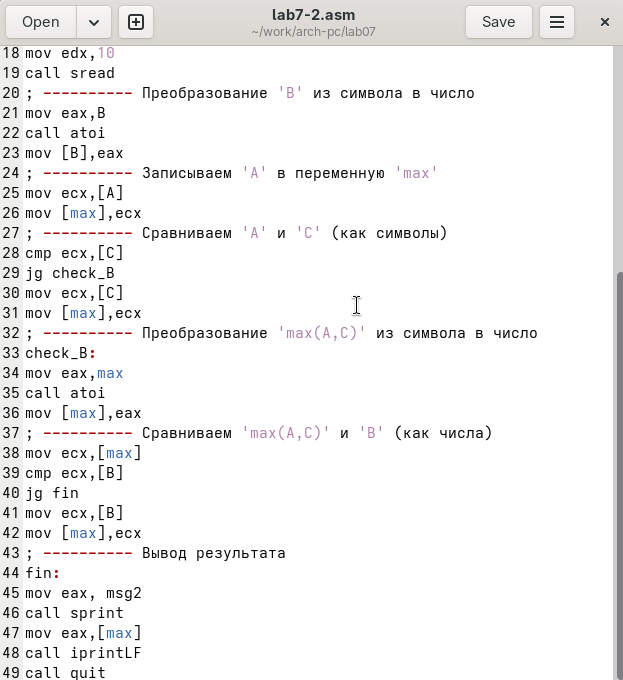 Open
lab7-2.asm
~/work/arch-pc/lab07
Save
18 mov edx,10
19 call sread
20 ; ---------- Преобразование 'B' из символа в число
21 mov eax,B
22 call atoi
23 mov [B],eax
24 ; ---------- Записываем 'A' в переменную 'max'
25 mov ecx,[A]
26 mov [max],ecx
27 ; ---------- Сравниваем 'A' и 'C' (как символы)
28 cmp ecx,[C]
29 jg check_B
30 mov ecx,[C]
31 mov [max],ecx
32 ; ---------- Преобразование 'max(A,C)' из символа в число
33 check_B:
34 mov eax,max
35 call atoi
36 mov [max],eax
37 ; ---------- Сравниваем 'max(A,C)' и 'B' (как числа)
38 mov ecx,[max]
39 cmp ecx,[B]
40 jg fin
41 mov ecx,[B]
42 mov [max],ecx
43 ; ---------- Вывод результата
44 fin:
45 mov eax, msg2
46 call sprint
47 mov eax,[max]
48 call iprintLF
49 call quit